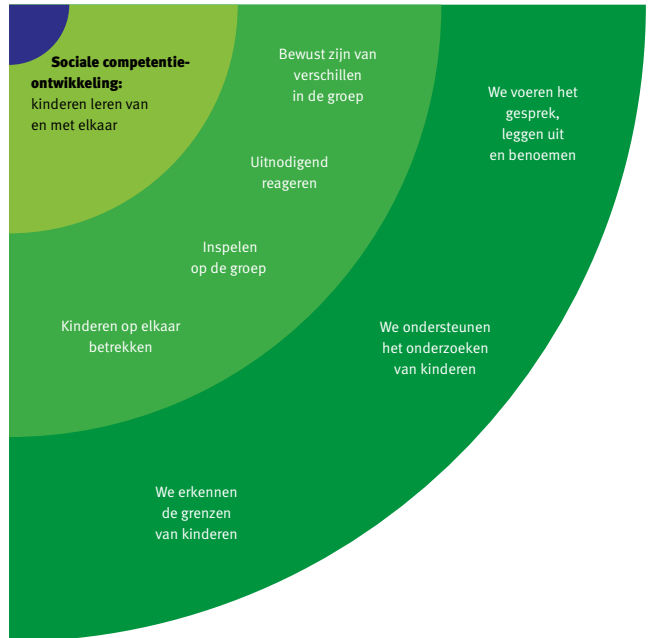 Sociale competentie-
ontwikkeling:
kinderen leren van
en met elkaar
Bewust zijn van
verschillen
in de groep
Uitnodigend
reageren
Inspelen
op de groep
Kinderen op elkaar
betrekken
We voeren het
gesprek,
leggen uit
en benoemen
We ondersteunen
het onderzoeken
van kinderen
We erkennen
de grenzen
van kinderen